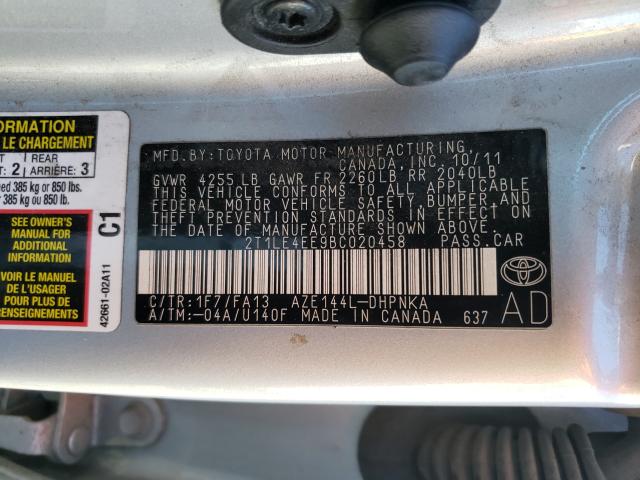 ORMATION
LE CHARGEMENT
T: 2
REAR
ARRIÈRE: 3
385 kg or 850 lbs.
385 kg ou 850 lbs.
SEE OWNER'S
MANUAL FOR
ADDITIONAL
INFORMATION
VOIR LE MANUEL
DE L'USAGER
POUR PLUS DE
RENSEIGNEMENTS
C1
42661-02A11
MFD.BY:TOYOTA MOTOR MANUFACTURING,
CANADA, INC. 10/11
GVWR 4255 LB GAWR FR 2260LB, RR 2040LB
THIS VEHICLE CONFORMS TO ALL APPLICABLE
FEDERAL MOTOR VEHICLE SAFETY, BUMPER, AND
THEFT PREVENTION STANDARDS IN EFFECT ON
THE DATE OF MANUFACTURE SHOWN ABOVE.
2T1LE4EE9BC020458 PASS.CAR
C/TR:1F7/FA13 AZE144L-DHPNKA
A/TM:-04A/U140F MADE IN CANADA 637
AD